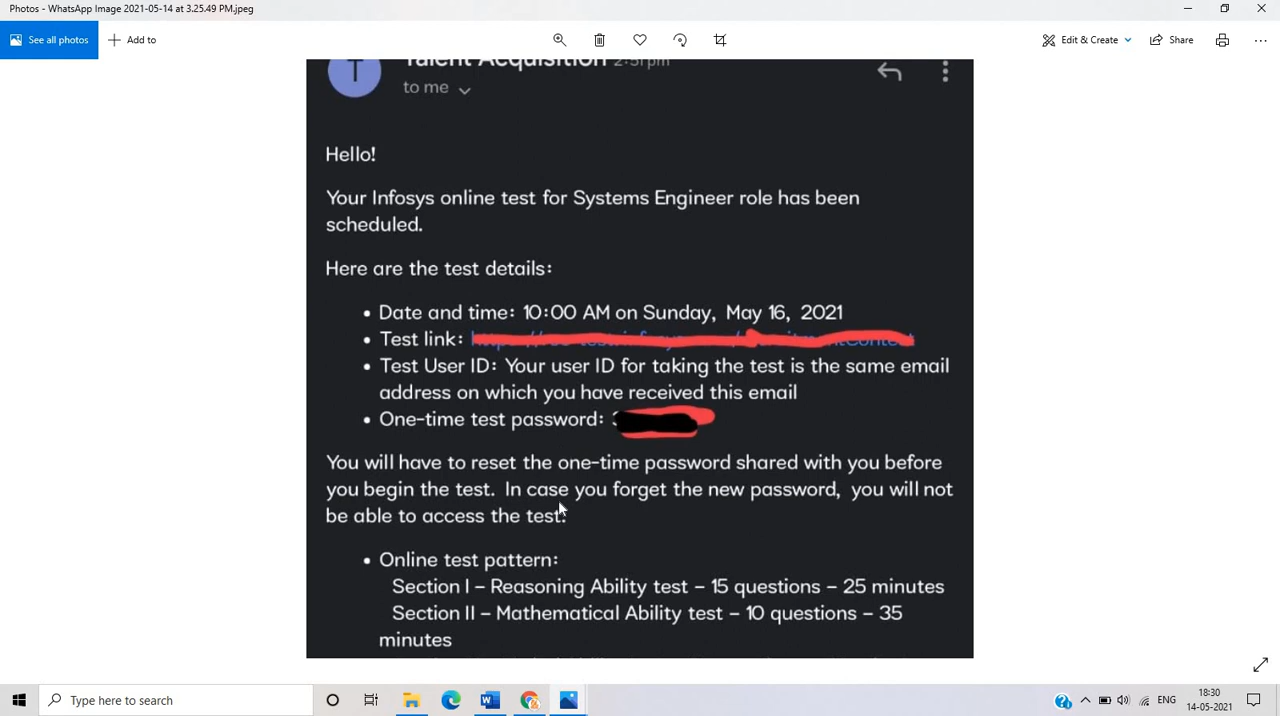 Photos - WhatsApp Image 2021-05-14 at 3.25.49 PM.jpeg
See all photos
Add to
Edit & Create
Share
T
Talent Acquisition 2:51pm
to me
Hello!
Your Infosys online test for Systems Engineer role has been
scheduled.
Here are the test details:
• Date and time: 10:00 AM on Sunday, May 16, 2021
• Test link:
• Test User ID: Your user ID for taking the test is the same email
address on which you have received this email
• One-time test password:
You will have to reset the one-time password shared with you before
you begin the test. In case you forget the new password, you will not
be able to access the test.
• Online test pattern:
Section I – Reasoning Ability test – 15 questions – 25 minutes
Section II – Mathematical Ability test – 10 questions – 35
minutes
Type here to search
ENG
18:30
14-05-2021